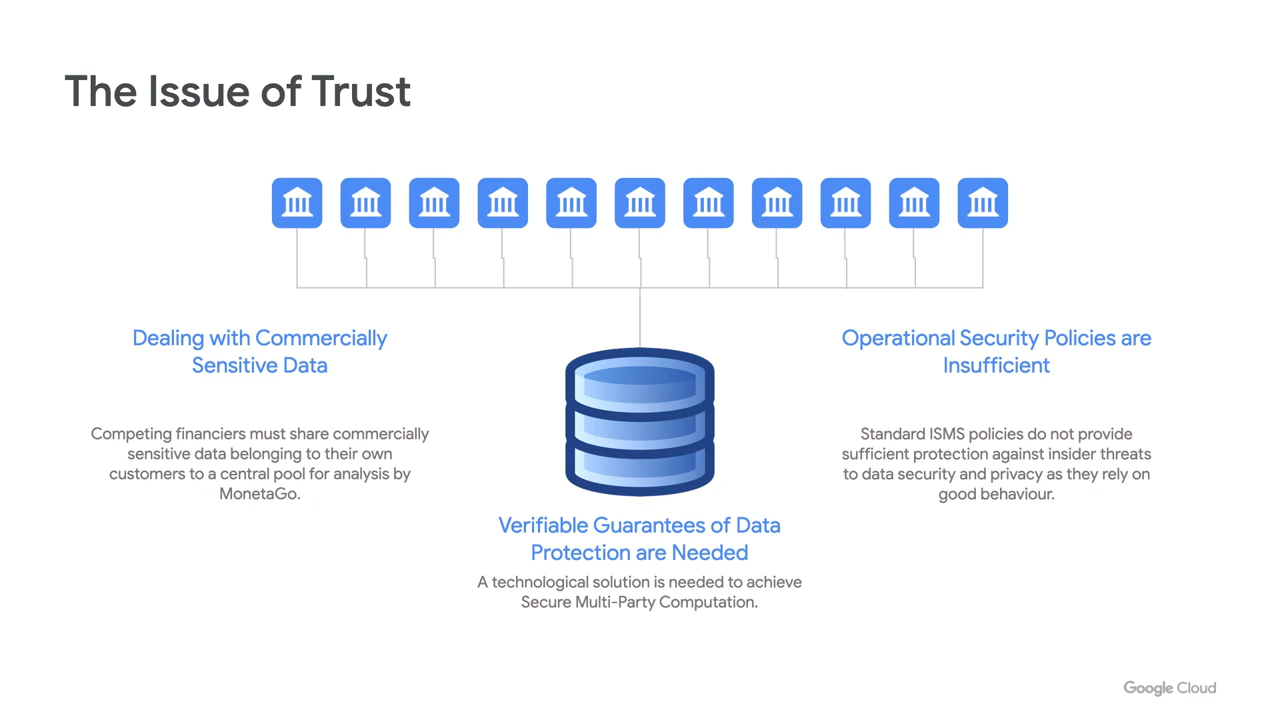 The Issue of Trust
Dealing with Commercially
Sensitive Data
Competing financiers must share commercially
sensitive data belonging to their own
customers to a central pool for analysis by
MonetaGo.
Verifiable Guarantees of Data
Protection are Needed
A technological solution is needed to achieve
Secure Multi-Party Computation.
Operational Security Policies are
Insufficient
Standard ISMS policies do not provide
sufficient protection against insider threats
to data security and privacy as they rely on
good behaviour.
Google Cloud